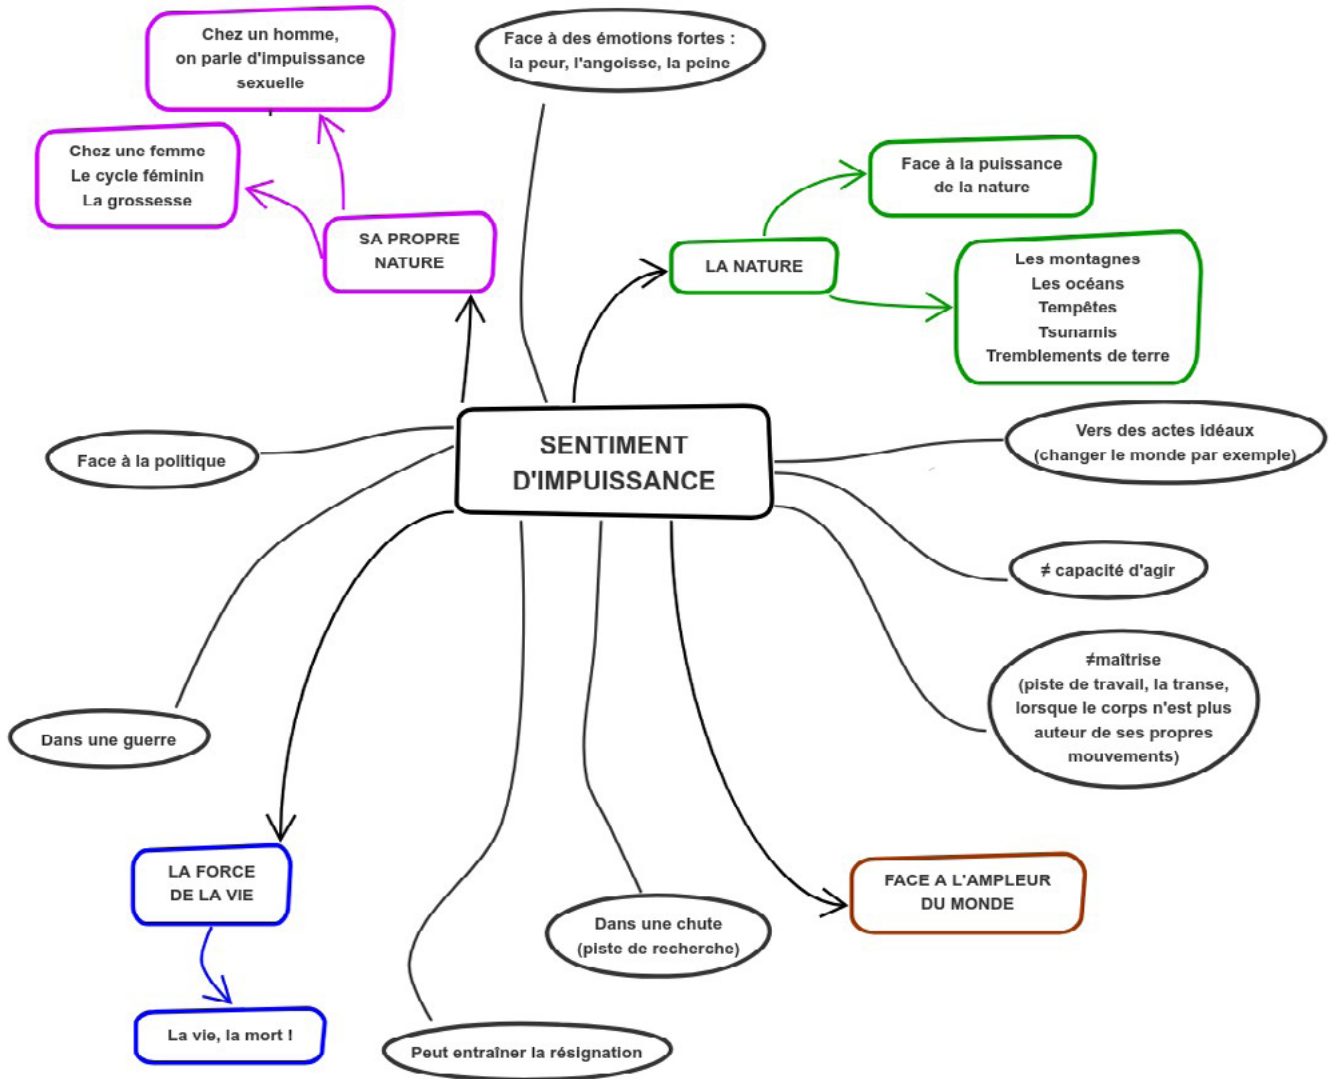 Chez un homme,
on parle d'impuissance
sexuelle
Face à des émotions fortes :
la peur, l'angoisse, la peine
Chez une femme
Le cycle féminin
La grossesse
Face à la puissance
de la nature
SA PROPRE
NATURE
LA NATURE
Les montagnes
Les océans
Tempêtes
Tsunamis
Tremblements de terre
SENTIMENT
D'IMPUISSANCE
Face à la politique
Vers des actes idéaux
(changer le monde par exemple)
≠ capacité d'agir
≠maîtrise
(piste de travail, la transe,
lorsque le corps n'est plus
auteur de ses propres
mouvements)
Dans une guerre
LA FORCE
DE LA VIE
FACE A L'AMPLEUR
DU MONDE
Dans une chute
(piste de recherche)
La vie, la mort !
Peut entraîner la résignation